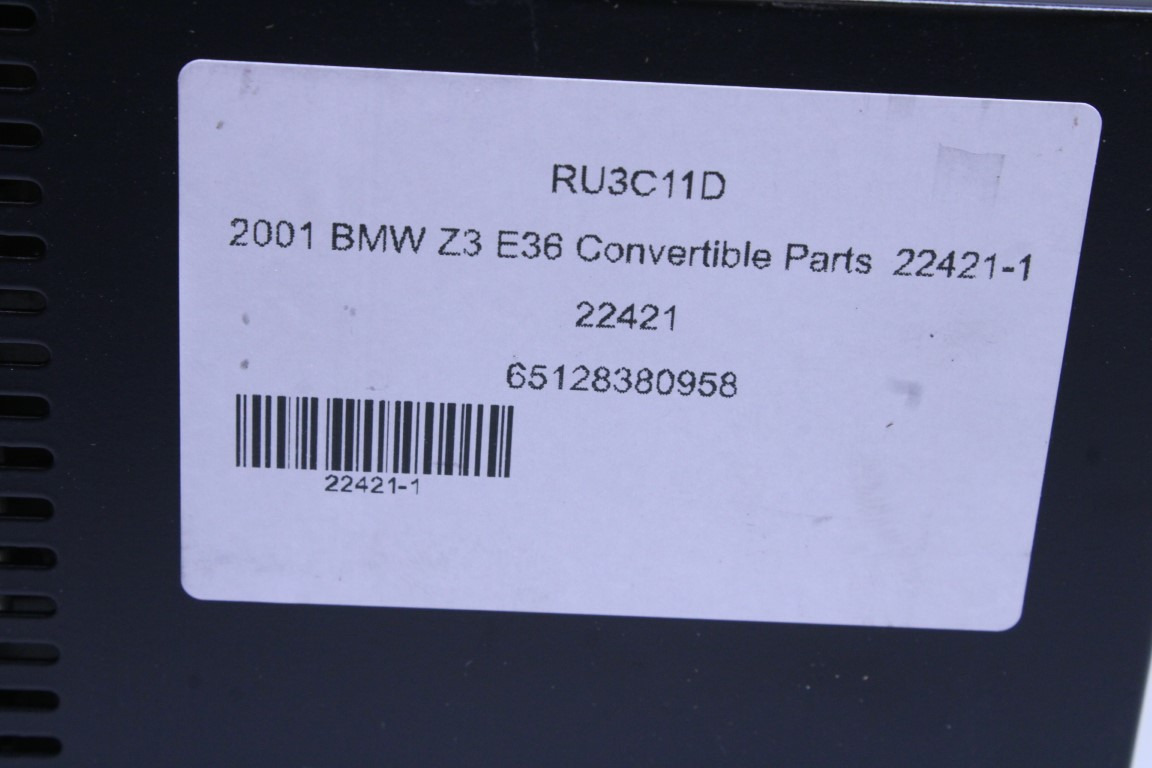 RU3C11D
2001 BMW Z3 E36 Convertible Parts 22421-1
22421
65128380958
22421-1